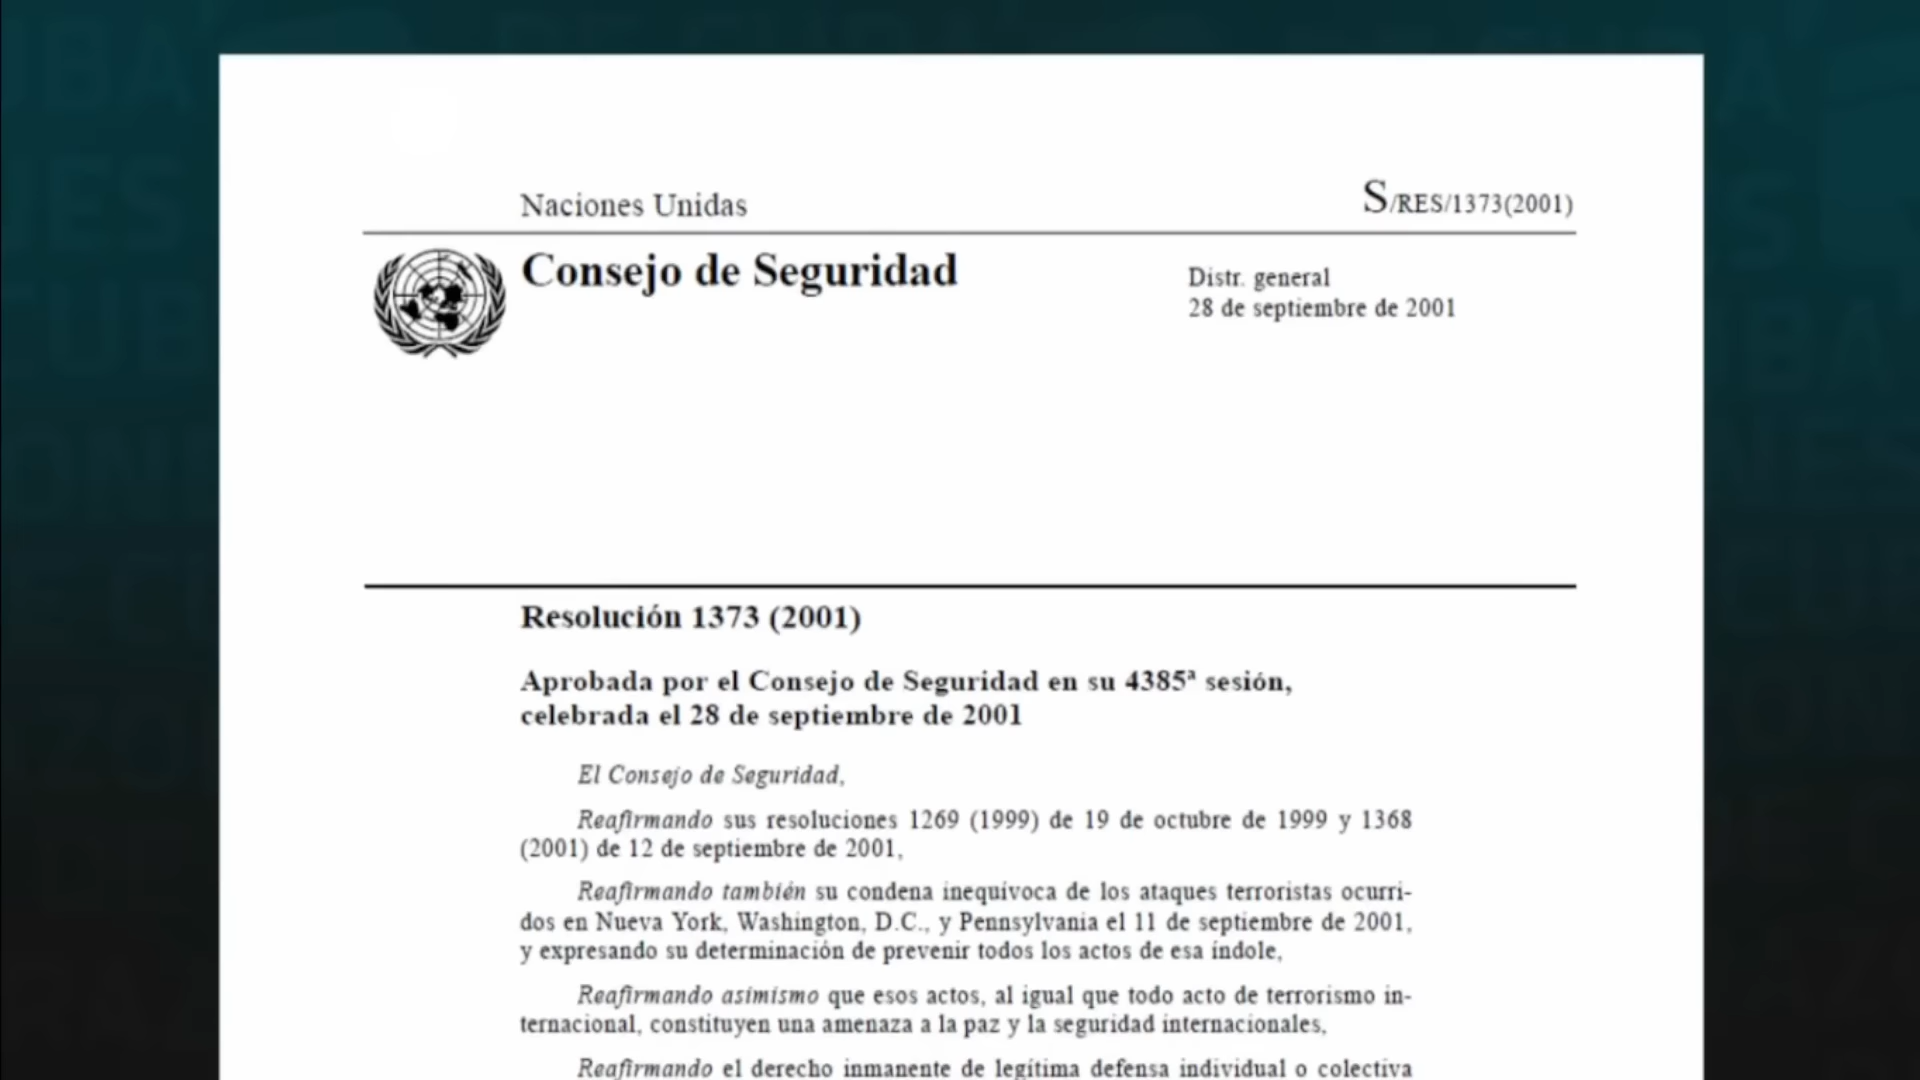 Naciones Unidas
S/RES/1373(2001)
Consejo de Seguridad
Distr. general
28 de septiembre de 2001
Resolución 1373 (2001)
Aprobada por el Consejo de Seguridad en su 4385ª sesión,
celebrada el 28 de septiembre de 2001
El Consejo de Seguridad,
Reafirmando sus resoluciones 1269 (1999) de 19 de octubre de 1999 y 1368
(2001) de 12 de septiembre de 2001,
Reafirmando también su condena inequívoca de los ataques terroristas ocurri-
dos en Nueva York, Washington, D.C., y Pennsylvania el 11 de septiembre de 2001,
y expresando su determinación de prevenir todos los actos de esa índole,
Reafirmando asimismo que esos actos, al igual que todo acto de terrorismo in-
ternacional, constituyen una amenaza a la paz y la seguridad internacionales,
Reafirmando el derecho inmanente de legítima defensa individual o colectiva